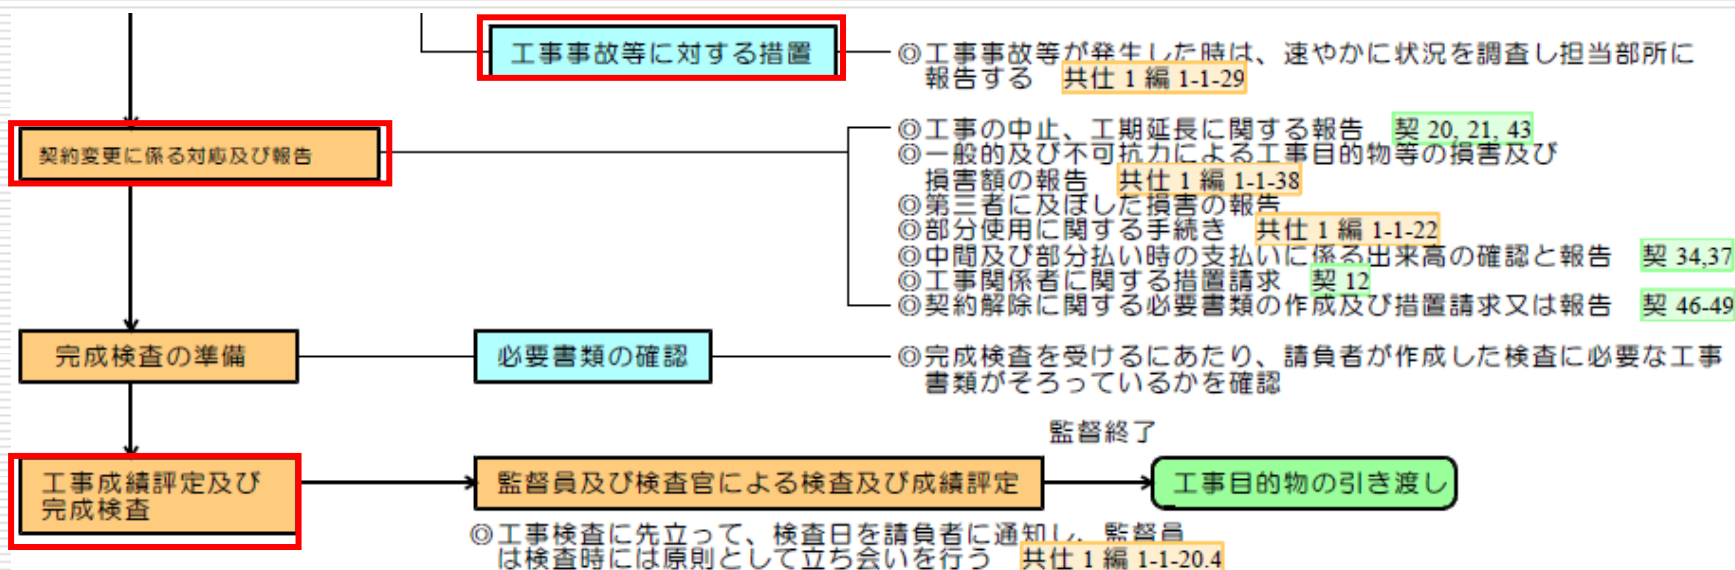 工事事故等に対する措置
◎工事事故等が発生した時は、速やかに状況を調査し担当部所に
報告する 共仕 1 編 1-1-29
契約変更に係る対応及び報告
◎工事の中止、工期延長に関する報告 契 20, 21, 43
◎一般的及び不可抗力による工事目的物等の損害及び
損害額の報告 共仕 1 編 1-1-38
◎第三者に及ぼした損害の報告
◎部分使用に関する手続き 共仕 1 編 1-1-22
◎中間及び部分払い時の支払いに係る出来高の確認と報告 契 34,37
◎工事関係者に関する措置請求 契 12
◎契約解除に関する必要書類の作成及び措置請求又は報告 契 46-49
完成検査の準備
必要書類の確認
◎完成検査を受けるにあたり、請負者が作成した検査に必要な工事
書類がそろっているかを確認
監督終了
工事成績評定及び
完成検査
監督員及び検査官による検査及び成績評定
工事目的物の引き渡し
◎工事検査に先立って、検査日を請負者に通知し、監督員
は検査時には原則として立ち会いを行う 共仕 1 編 1-1-20.4